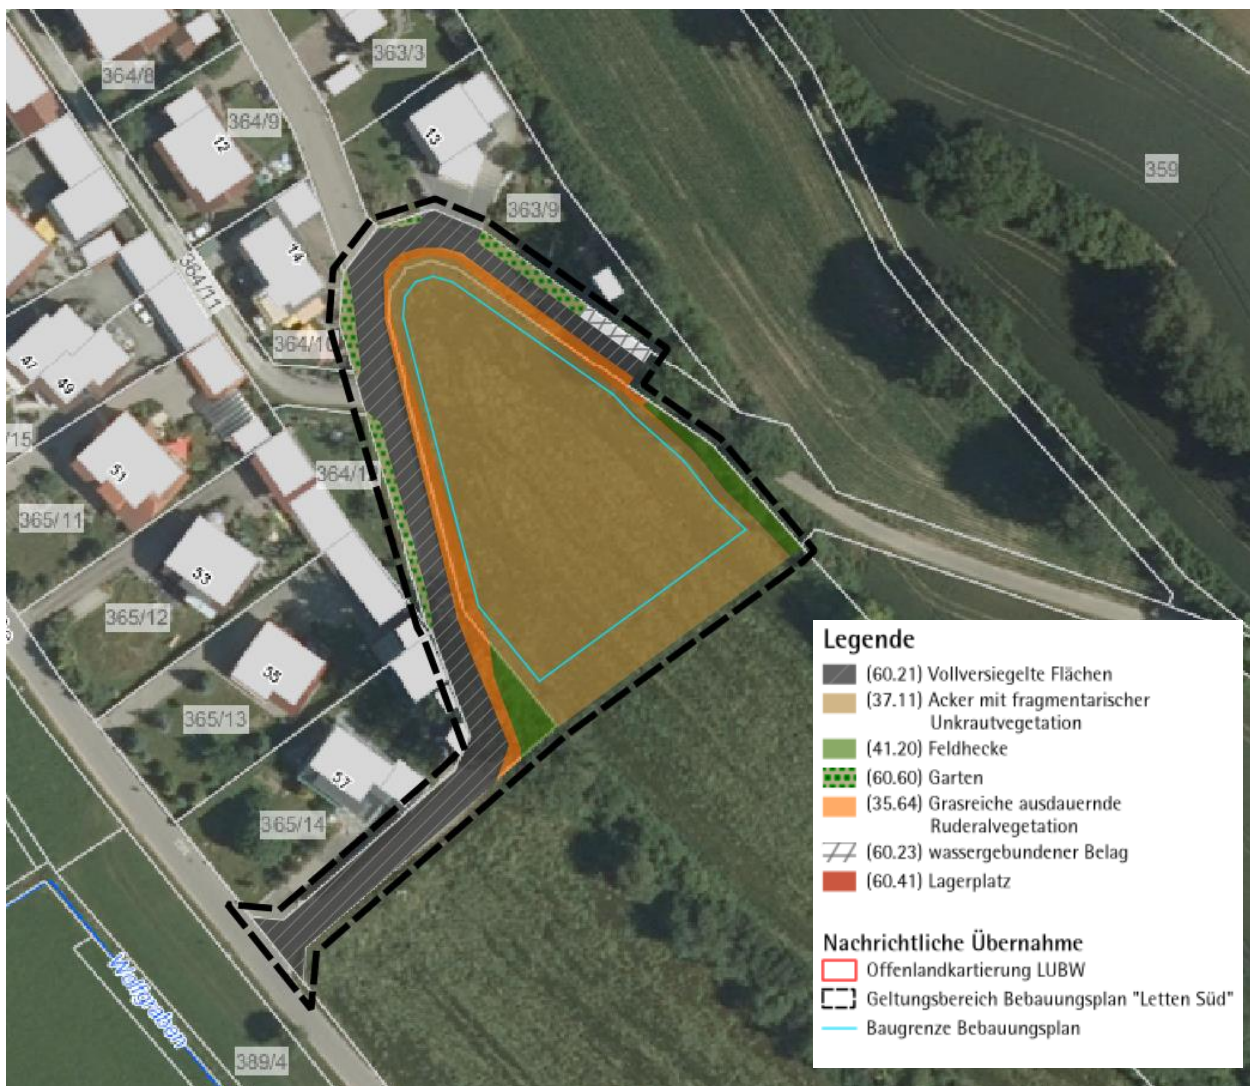 363/3
364/8
364/9
12
13
359
363/9
14
364/11
364/10
47
49
/15
51
364/1
365/11
53
365/12
55
365/13
57
365/14
Wolfgraben
389/4
Legende
(60.21) Vollversiegelte Flächen
(37.11) Acker mit fragmentarischer
Unkrautvegetation
(41.20) Feldhecke
(60.60) Garten
(35.64) Grasreiche ausdauernde
Ruderalvegetation
(60.23) wassergebundener Belag
(60.41) Lagerplatz
Nachrichtliche Übernahme
Offenlandkartierung LUBW
Geltungsbereich Bebauungsplan "Letten Süd"
Baugrenze Bebauungsplan